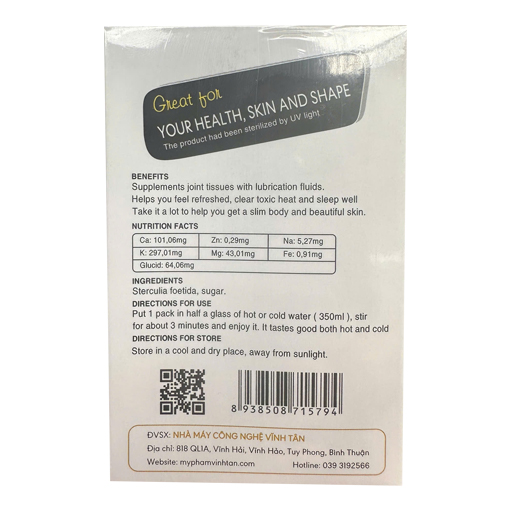 Great for
YOUR HEALTH, SKIN AND SHAPE
The product had been sterilized by UV light
BENEFITS
Supplements joint tissues with lubrication fluids.
Helps you feel refreshed, clear toxic heat and sleep well
Take it a lot to help you get a slim body and beautiful skin.
NUTRITION FACTS
Ca: 101,06mg Zn: 0,29mg Na: 5,27mg
K: 297,01mg Mg: 43,01mg Fe: 0,91mg
Glucid: 64,06mg
INGREDIENTS
Sterculia foetida, sugar.
DIRECTIONS FOR USE
Put 1 pack in half a glass of hot or cold water ( 350ml ), stir
for about 3 minutes and enjoy it. It tastes good both hot and cold
DIRECTIONS FOR STORE
Store in a cool and dry place, away from sunlight.
8 938508 715794
ĐVSX: NHÀ MÁY CÔNG NGHỆ VĨNH TÂN
Địa chỉ: 818 QL1A, Vĩnh Hải, Vĩnh Hảo, Tuy Phong, Bình Thuận
Website: myphamvinhtan.com Hotline: 039 3192566